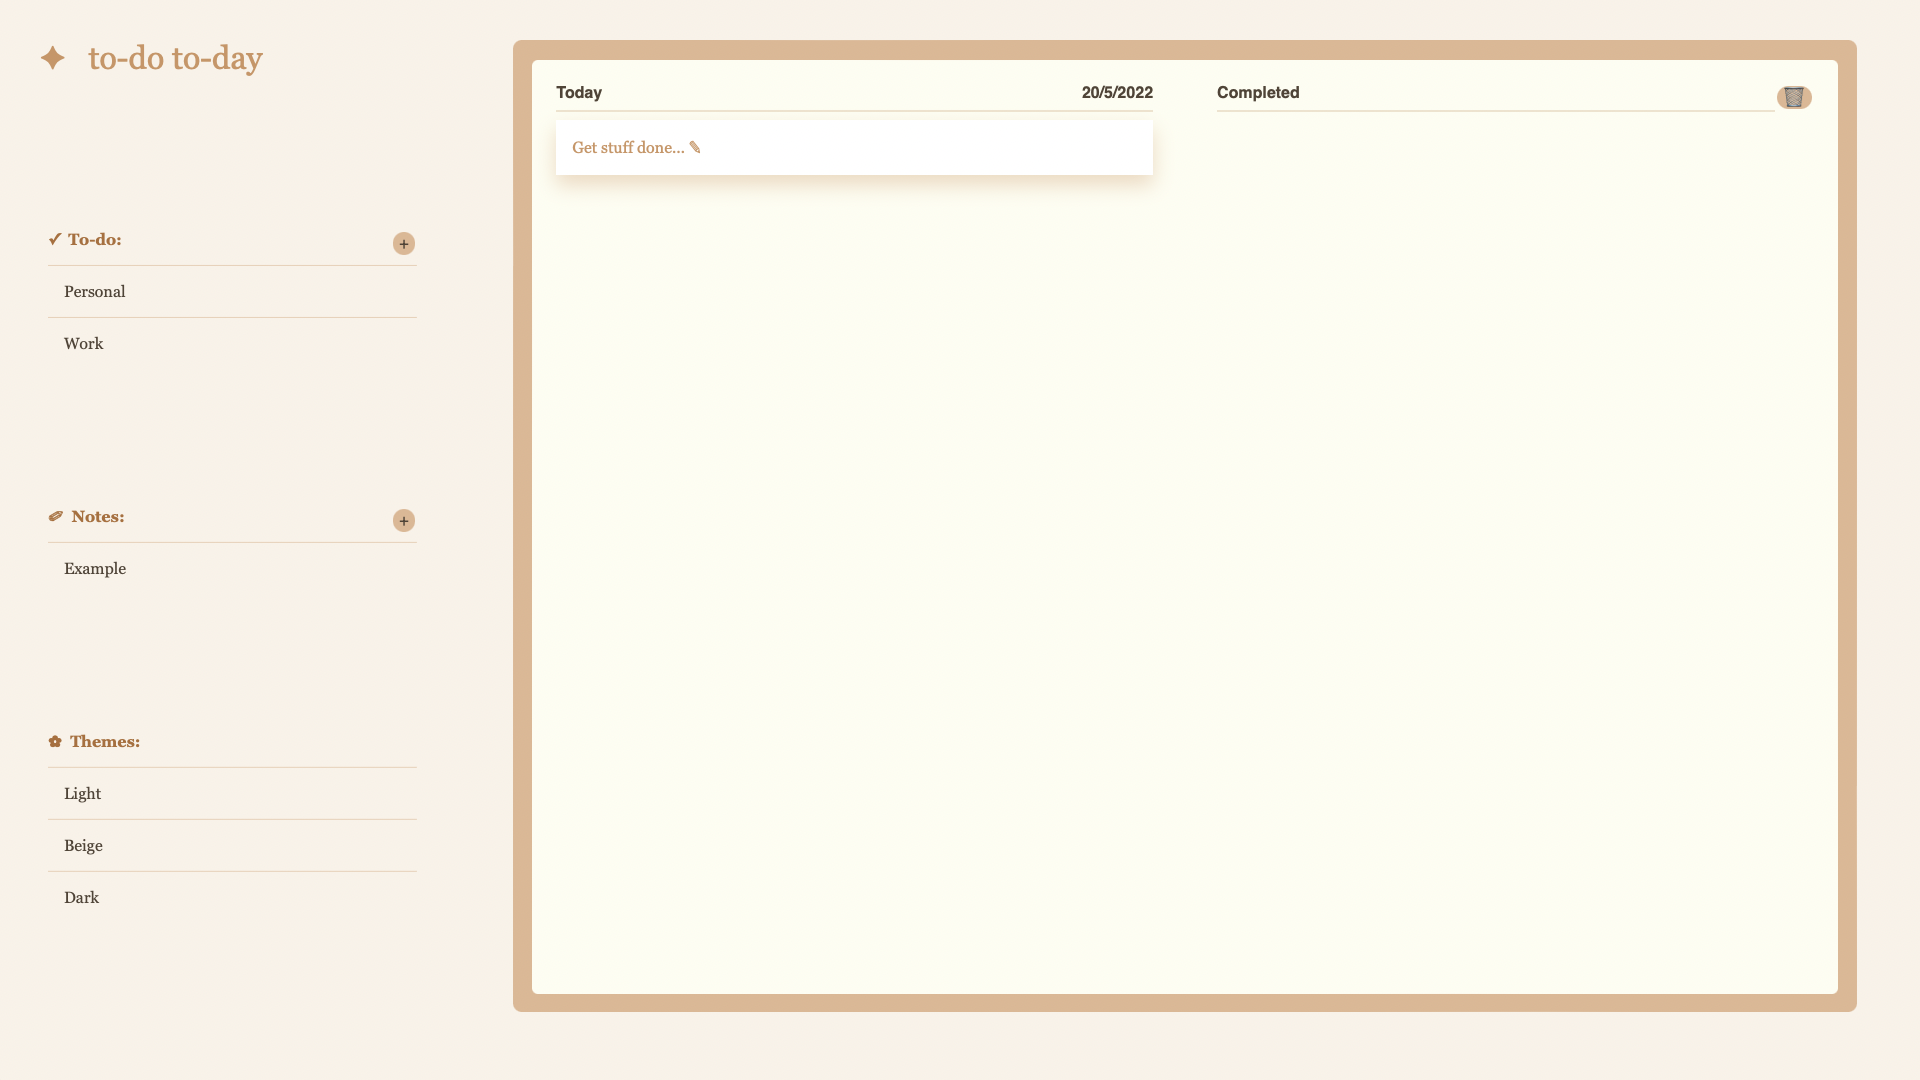 ✦ to-do to-day
✓ To-do: +
Personal
Work
✐ Notes: +
Example
✿ Themes:
Light
Beige
Dark
Today 20/5/2022
Get stuff done... ✎
Completed